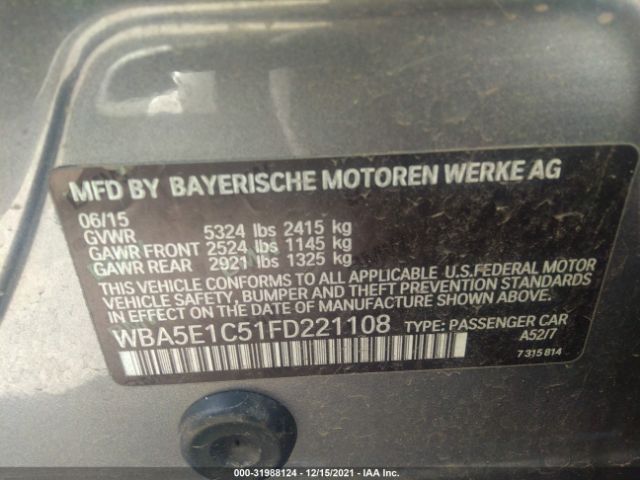 MFD BY BAYERISCHE MOTOREN WERKE AG
06/15
GVWR 5324 lbs 2415 kg
GAWR FRONT 2524 lbs 1145 kg
GAWR REAR 2921 lbs 1325 kg
THIS VEHICLE CONFORMS TO ALL APPLICABLE U.S.FEDERAL MOTOR
VEHICLE SAFETY, BUMPER, AND THEFT PREVENTION STANDARDS
IN EFFECT ON THE DATE OF MANUFACTURE SHOWN ABOVE.
WBA5E1C51FD221108 TYPE: PASSENGER CAR
A52/7
7 315 814
000-31988124 - 12/15/2021 - IAA Inc.